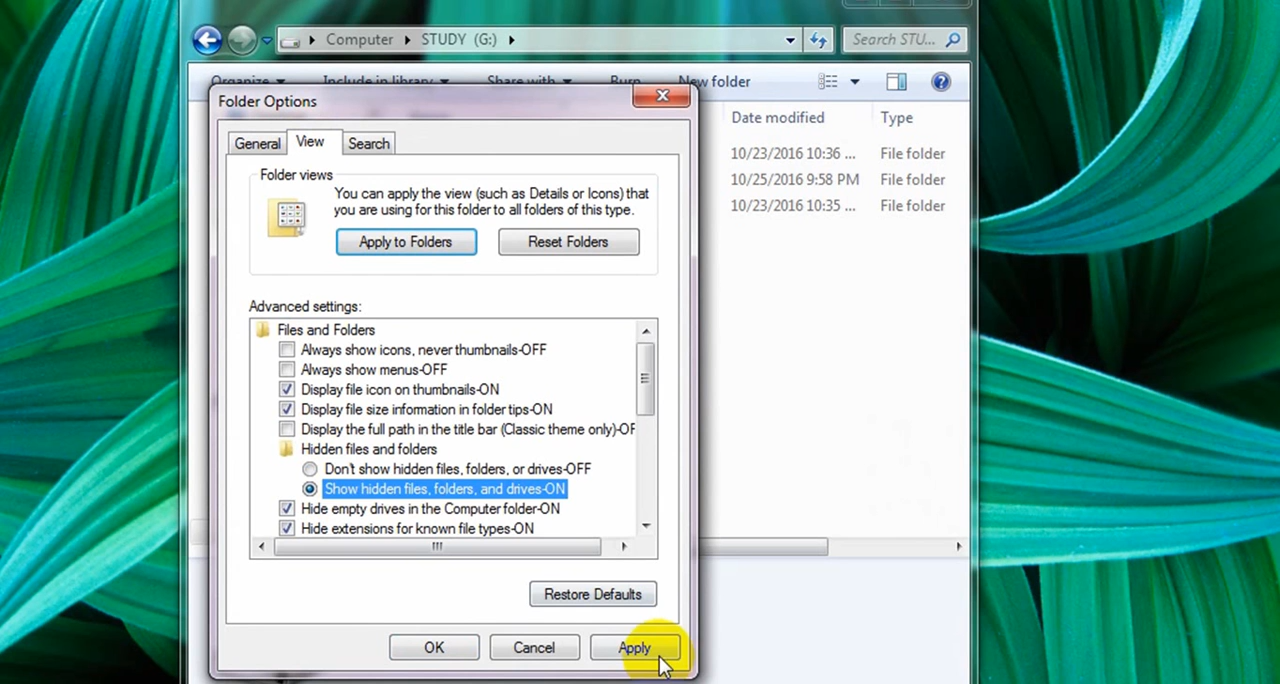 Computer ▸ STUDY (G:) ▸
Search STU...
Organize Include in library Share with Burn New folder
Folder Options
Date modified Type
General View Search
10/23/2016 10:36 ... File folder
10/25/2016 9:58 PM File folder
10/23/2016 10:35 ... File folder
Folder views
You can apply the view (such as Details or Icons) that
you are using for this folder to all folders of this type.
Apply to Folders Reset Folders
Advanced settings:
Files and Folders
Always show icons, never thumbnails-OFF
Always show menus-OFF
Display file icon on thumbnails-ON
Display file size information in folder tips-ON
Display the full path in the title bar (Classic theme only)-OF
Hidden files and folders
Don't show hidden files, folders, or drives-OFF
Show hidden files, folders, and drives-ON
Hide empty drives in the Computer folder-ON
Hide extensions for known file types-ON
Restore Defaults
OK Cancel Apply